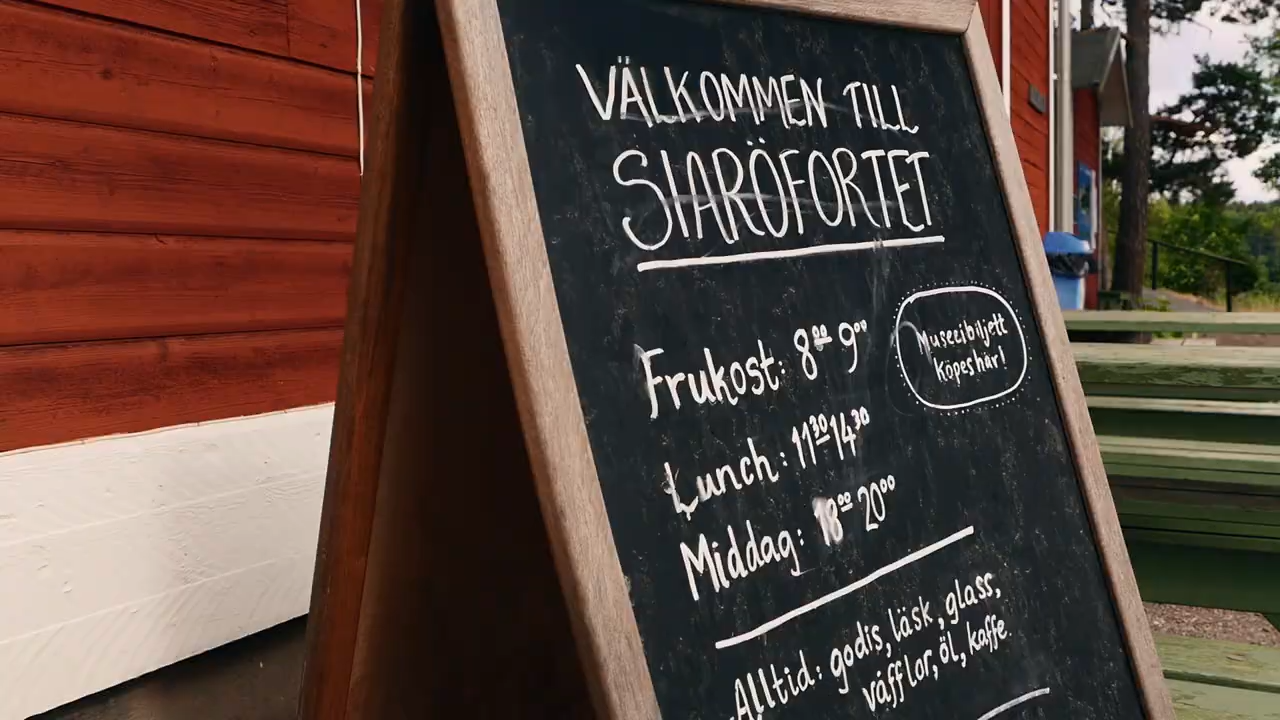 VÄLKOMMEN TILL
SIARÖFORTET
Museeibiljett
köpes här!
Frukost: 8⁰⁰ 9⁰⁰
Lunch: 11³⁰ 14³⁰
Middag: 18⁰⁰ 20⁰⁰
Alltid: godis, läsk, glass,
våfflor, öl, kaffe.